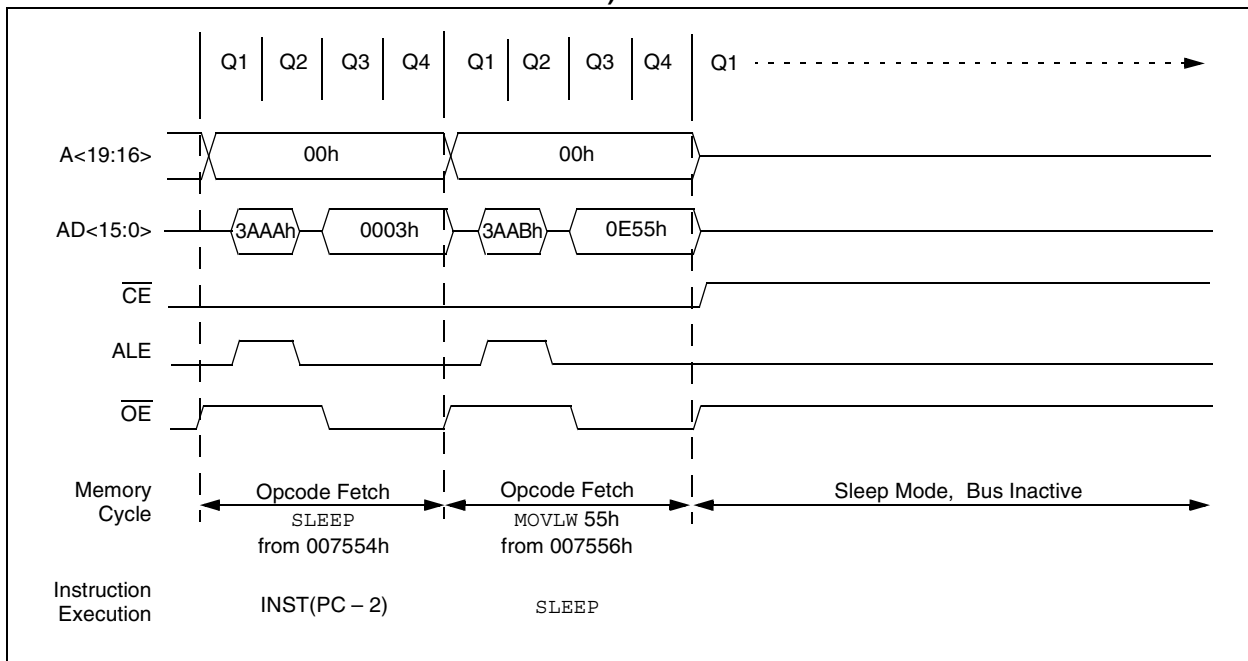 Q1 Q2 Q3 Q4 Q1 Q2 Q3 Q4 Q1
A<19:16> 00h 00h
AD<15:0> 3AAAh 0003h 3AABh 0E55h
CE
ALE
OE
Memory Cycle
Opcode Fetch
SLEEP
from 007554h
Opcode Fetch
MOVLW 55h
from 007556h
Sleep Mode, Bus Inactive
Instruction Execution
INST(PC – 2)
SLEEP